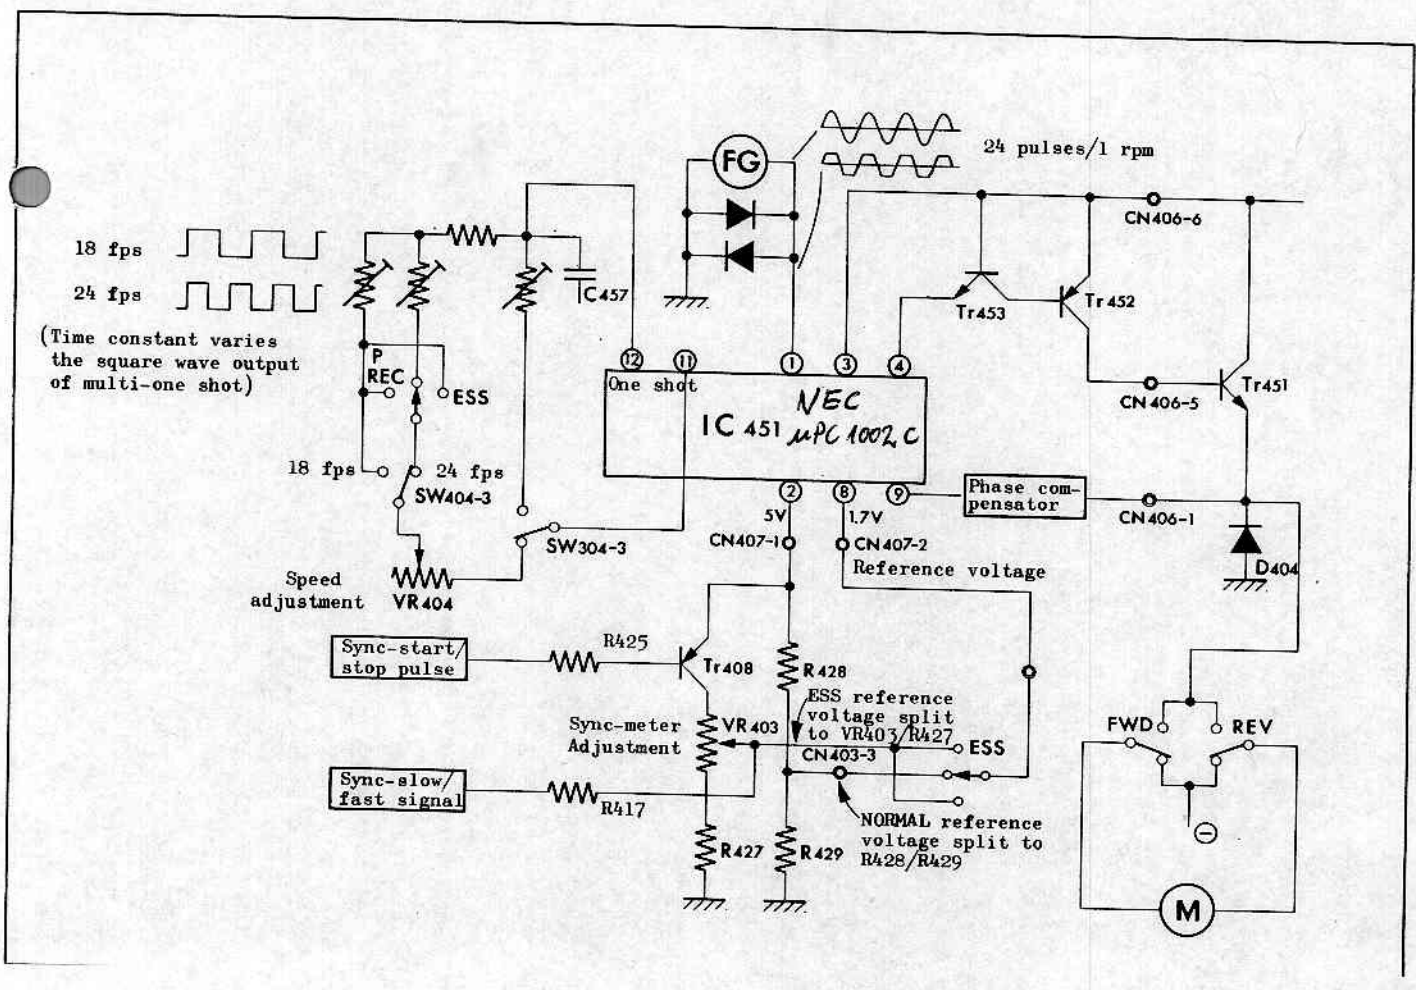 FG
24 pulses/1 rpm
CN406-6
18 fps
24 fps
(Time constant varies
the square wave output
of multi-one shot)
C457
Tr453
Tr452
Tr451
P
REC
ESS
12
11
1
3
4
One shot
IC 451
NEC
μPC 1002 C
CN406-5
18 fps
24 fps
SW404-3
2
8
9
5V
1.7V
Phase com-
pensator
CN406-1
SW304-3
CN407-1
CN407-2
Reference voltage
D404
Speed
adjustment
VR404
Sync-start/
stop pulse
R425
Tr408
R428
ESS reference
voltage split
to VR403/R427
Sync-meter
Adjustment
VR403
CN403-3
ESS
FWD
REV
Sync-slow/
fast signal
R417
NORMAL reference
voltage split to
R428/R429
R427
R429
−
M